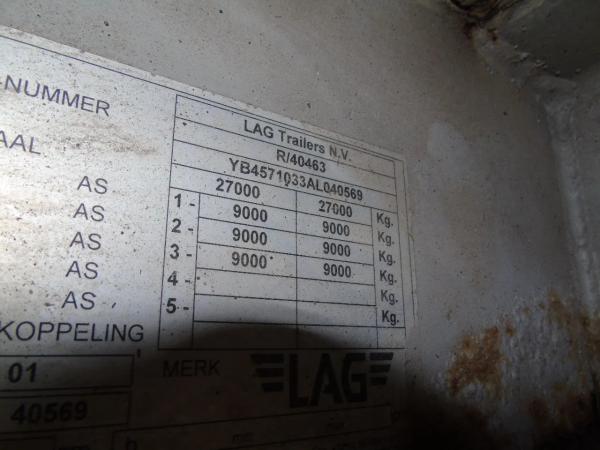 LAG Trailers N.V.
-NUMMER R/40463
YB4571033AL040569
AAL 27000 27000 Kg.
AS 1 - 9000 9000 Kg.
AS 2 - 9000 9000 Kg.
AS 3 - 9000 9000 Kg.
AS 4 - Kg.
AS 5 -
KOPPELING
01 MERK LAG
40569